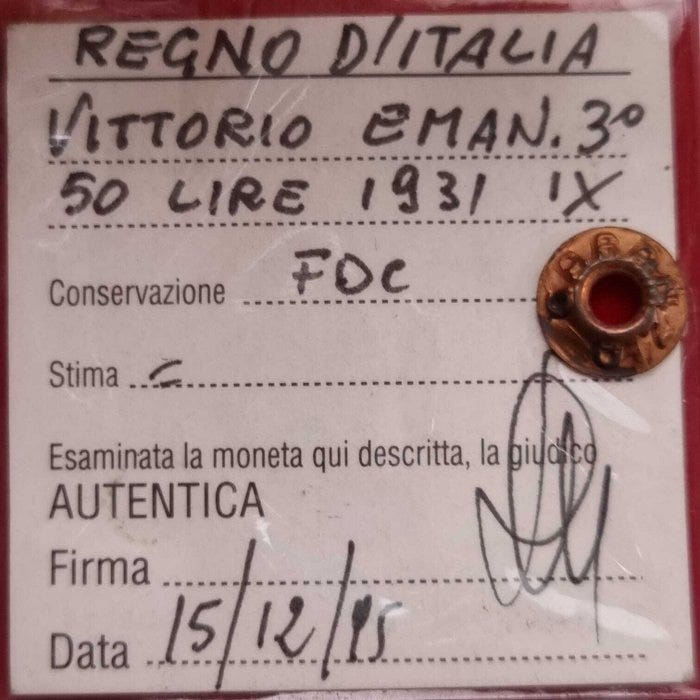 REGNO D'ITALIA
VITTORIO EMAN. 3°
50 LIRE 1931 IX
Conservazione FDC
Stima
Esaminata la moneta qui descritta, la giudico
AUTENTICA
Firma
Data 15/12/95